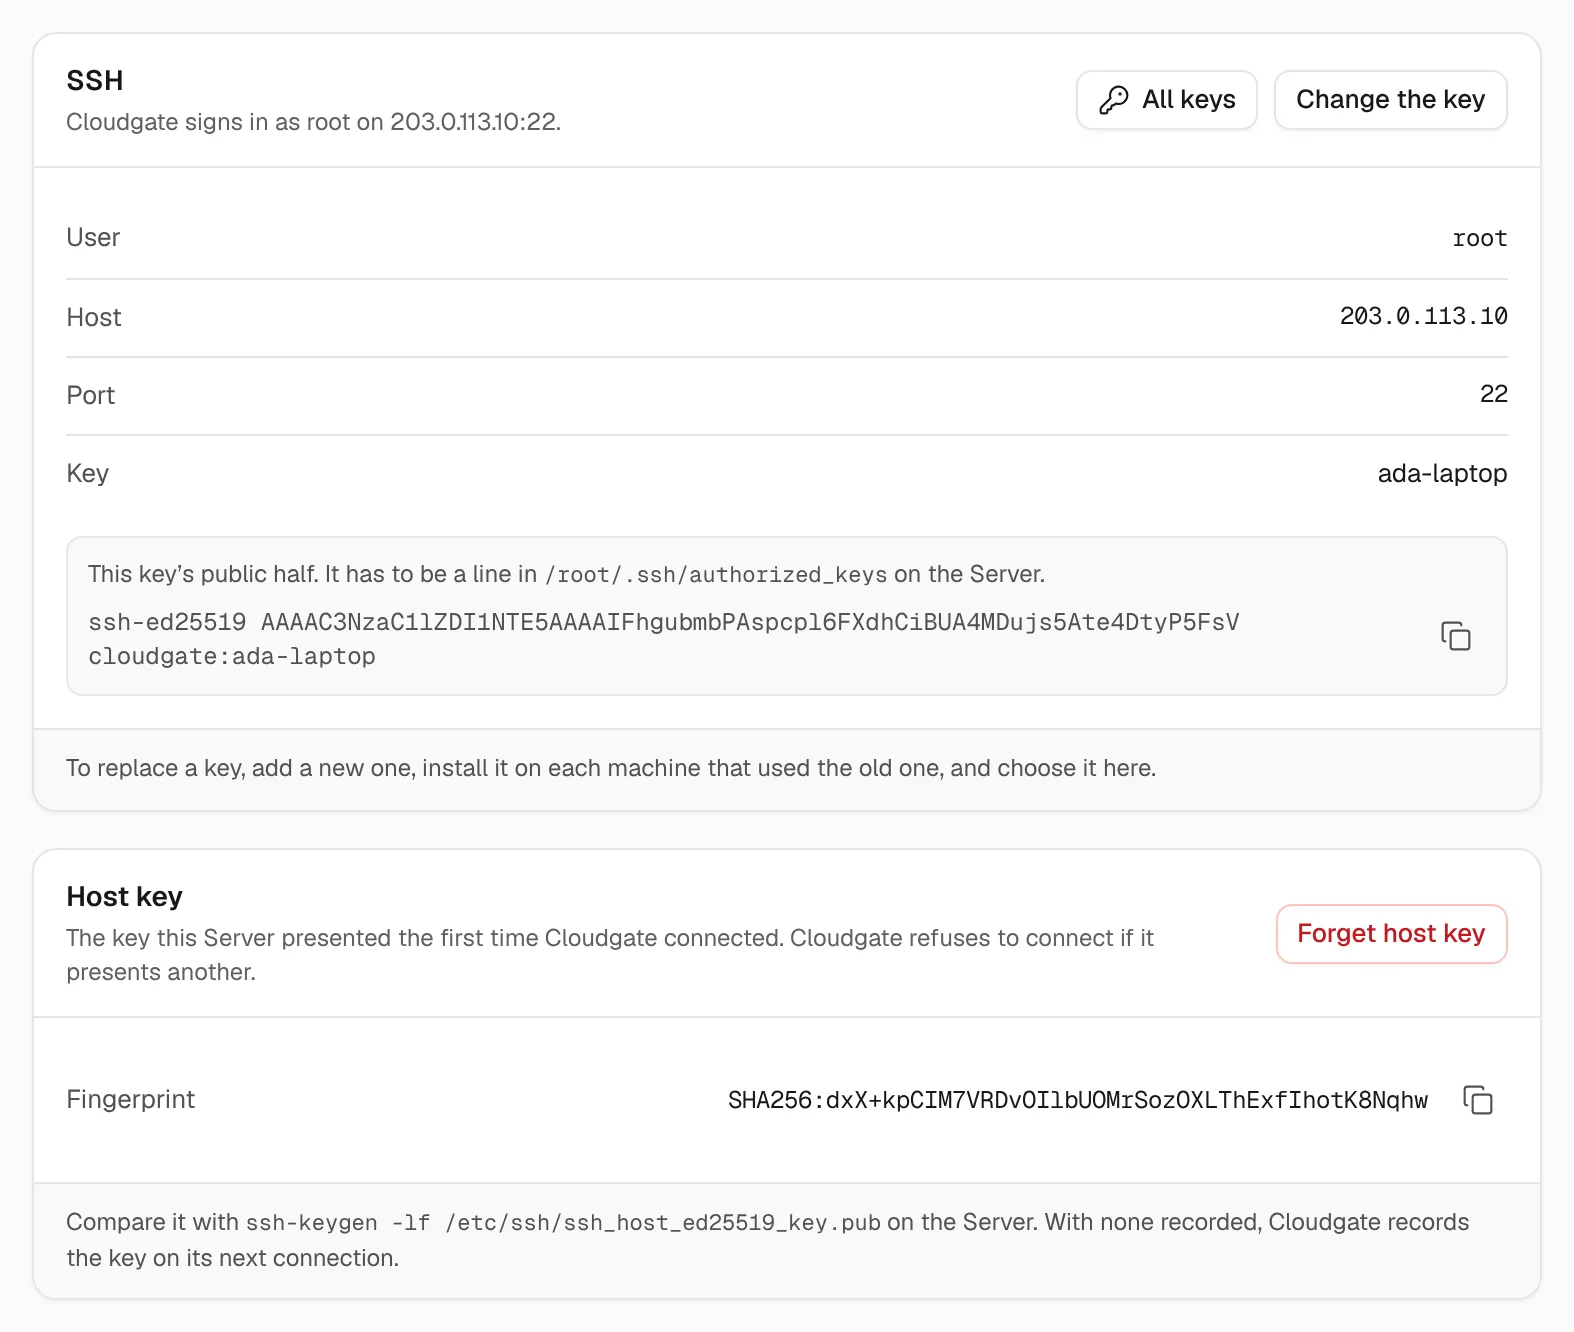 SSH
Cloudgate signs in as root on 203.0.113.10:22.
All keys
Change the key
User
root
Host
203.0.113.10
Port
22
Key
ada-laptop
This key’s public half. It has to be a line in /root/.ssh/authorized_keys on the Server.
ssh-ed25519 AAAAC3NzaC1lZDI1NTE5AAAAIFhgubmbPAspcpl6FXdhCiBUA4MDujs5Ate4DtyP5FsV
cloudgate:ada-laptop
To replace a key, add a new one, install it on each machine that used the old one, and choose it here.
Host key
The key this Server presented the first time Cloudgate connected. Cloudgate refuses to connect if it
presents another.
Forget host key
Fingerprint
SHA256:dxX+kpCIM7VRDvOIlbUOMrSozOXLThExfIhotK8Nqhw
Compare it with ssh-keygen -lf /etc/ssh/ssh_host_ed25519_key.pub on the Server. With none recorded, Cloudgate records
the key on its next connection.